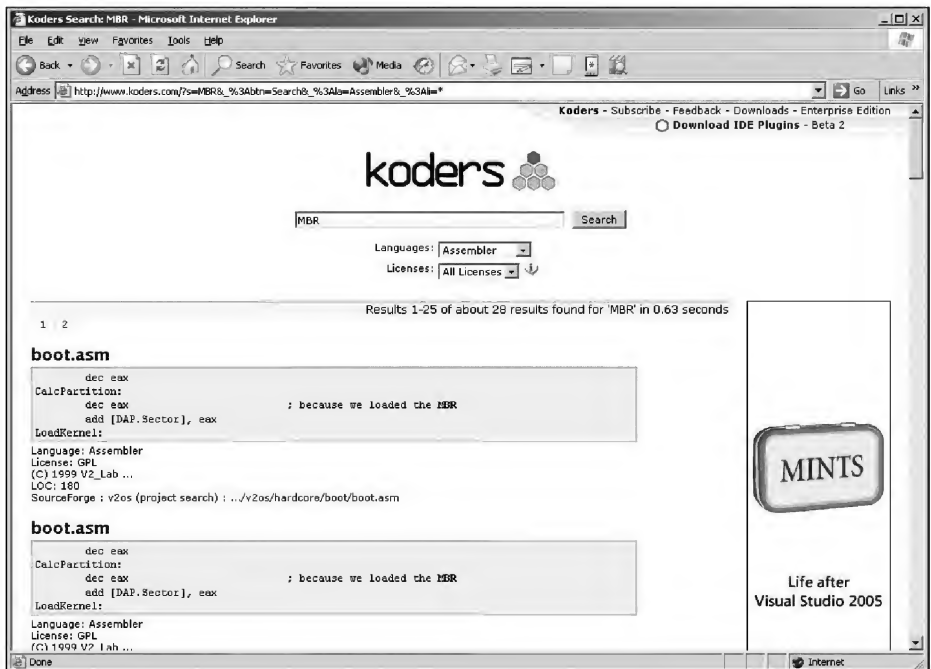 Koders Search: MBR - Microsoft Internet Explorer
File Edit View Favorites Tools Help
Back Search Favorites Media
Address http://www.koders.com/?s=MBR&_%3Abtn=Search&_%3Ala=Assembler&_%3Ali=* Go Links »
Koders - Subscribe - Feedback - Downloads - Enterprise Edition
Download IDE Plugins - Beta 2
koders
MBR Search
Languages: Assembler
Licenses: All Licenses
Results 1-25 of about 28 results found for 'MBR' in 0.63 seconds
1 2
boot.asm
dec eax
CalcPartition:
dec eax ; because we loaded the MBR
add [DAP.Sector], eax
LoadKernel:
Language: Assembler
License: GPL
(C) 1999 V2_Lab ...
LOC: 180
SourceForge : v2os (project search) : .../v2os/hardcore/boot/boot.asm
boot.asm
dec eax
CalcPartition:
dec eax ; because we loaded the MBR
add [DAP.Sector], eax
LoadKernel:
Language: Assembler
License: GPL
(C) 1999 V2_Lab ...
MINTS
Life after
Visual Studio 2005
Done Internet